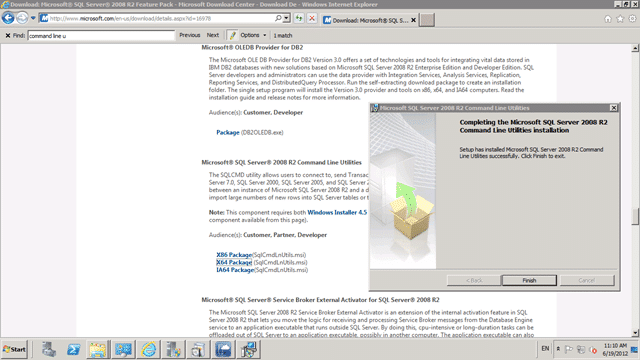 Download: Microsoft® SQL Server® 2008 R2 Feature Pack - Microsoft Download Center - Download De - Windows Internet Explorer
http://www.microsoft.com/en-us/download/details.aspx?id=16978
Download: Microsoft® SQL S...
Find: command line u
Previous Next Options 1 match
Microsoft® OLEDB Provider for DB2
The Microsoft OLE DB Provider for DB2 Version 3.0 offers a set of technologies and tools for integrating vital data stored in
IBM DB2 databases with new solutions based on Microsoft SQL Server 2008 R2 Enterprise Edition and Developer Edition. SQL
Server developers and administrators can use the data provider with Integration Services, Analysis Services, Replication,
Reporting Services, and DistributedQuery Processor. Run the self-extracting download package to create an installation
folder. The single setup program will install the Version 3.0 provider and tools on x86, x64, and IA64 computers. Read the
installation guide and release notes for more information.
Audience(s): Customer, Developer
Package (DB2OLEDB.exe)
Microsoft® SQL Server® 2008 R2 Command Line Utilities
The SQLCMD utility allows users to connect to, send Transac
Server 7.0, SQL Server 2000, SQL Server 2005, and SQL Serv
between an instance of Microsoft SQL Server 2008 R2 and a d
import large numbers of new rows into SQL Server tables or t
Note: This component requires both Windows Installer 4.5
component available from this page).
Audience(s): Customer, Partner, Developer
X86 Package(SqlCmdLnUtils.msi)
X64 Package (SqlCmdLnUtils.msi)
IA64 Package(SqlCmdLnUtils.msi)
Microsoft® SQL Server® Service Broker External Activator for SQL Server® 2008 R2
The Microsoft SQL Server Service Broker External Activator is an extension of the internal activation feature in SQL
Server 2008 R2 that lets you move the logic for receiving and processing Service Broker messages from the Database Engine
service to an application executable that runs outside SQL Server. By doing this, cpu-intensive or long-duration tasks can be
offloaded out of SQL Server to an application executable, possibly in another computer. The application executable can also
Microsoft SQL Server 2008 R2 Command Line Utilities
Completing the Microsoft SQL Server 2008 R2
Command Line Utilities installation
Setup has installed Microsoft SQL Server 2008 R2 Command
Line Utilities successfully. Click Finish to exit.
< Back Finish Cancel
Start
EN
11:10 AM
6/19/2012